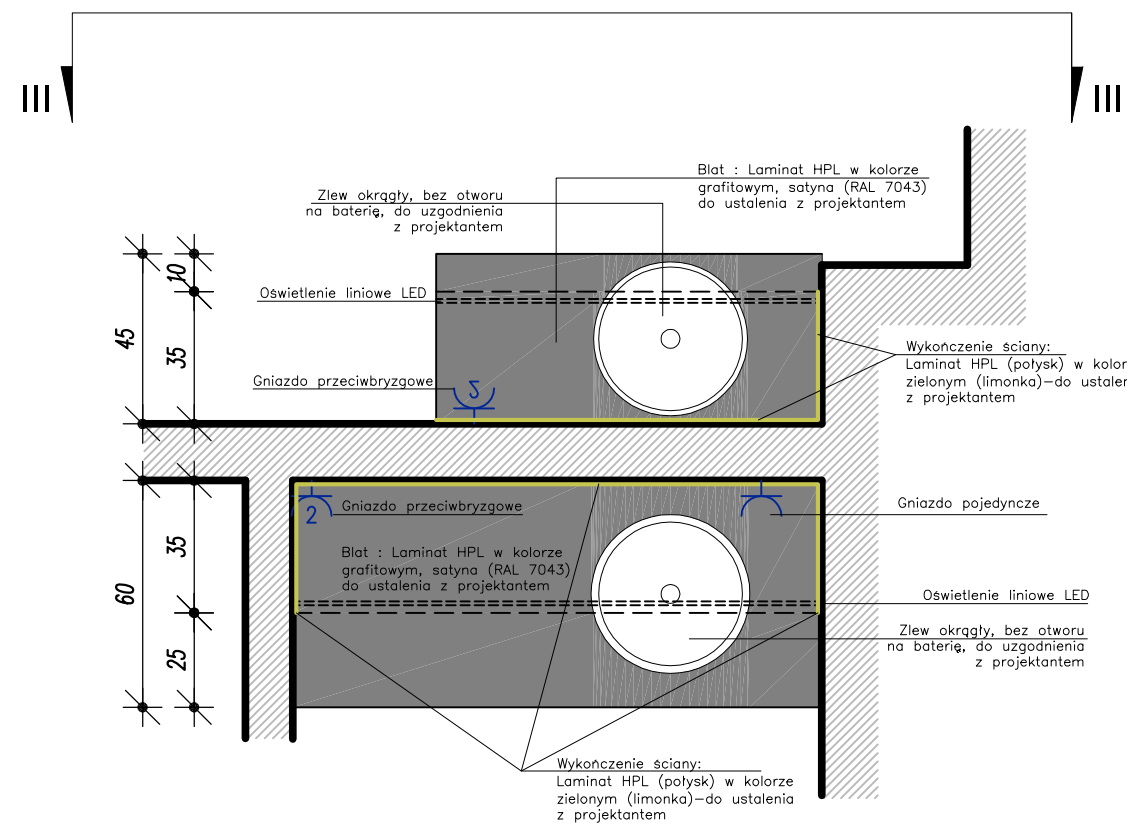 III
III
Blat : Laminat HPL w kolorze
grafitowym, satyna (RAL 7043)
do ustalenia z projektantem
Zlew okrągły, bez otworu
na baterię, do uzgodnienia
z projektantem
10
45
35
Oświetlenie liniowe LED
Gniazdo przeciwbryzgowe
2
Wykończenie ściany:
Laminat HPL (połysk) w kolor
zielonym (limonka)–do ustalen
z projektantem
60
35
25
2
Gniazdo przeciwbryzgowe
Gniazdo pojedyncze
Blat : Laminat HPL w kolorze
grafitowym, satyna (RAL 7043)
do ustalenia z projektantem
Oświetlenie liniowe LED
Zlew okrągły, bez otworu
na baterię, do uzgodnienia
z projektantem
Wykończenie ściany:
Laminat HPL (połysk) w kolorze
zielonym (limonka)–do ustalenia
z projektantem